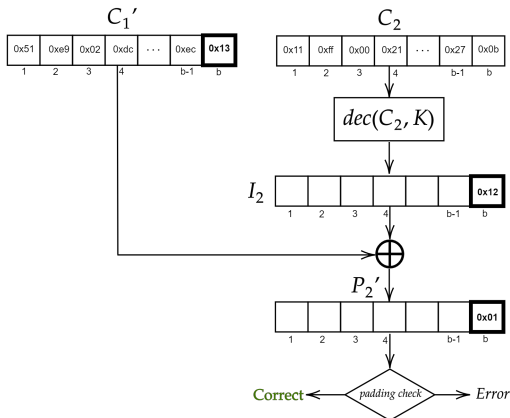 C₁′
0x51 0xe9 0x02 0xdc ... 0xec 0x13
1 2 3 4 b-1 b
C₂
0x11 0xff 0x00 0x21 ... 0x27 0x0b
1 2 3 4 b-1 b
dec(C₂, K)
I₂
0x12
1 2 3 4 b-1 b
P₂′
0x01
1 2 3 4 b-1 b
Correct padding check Error